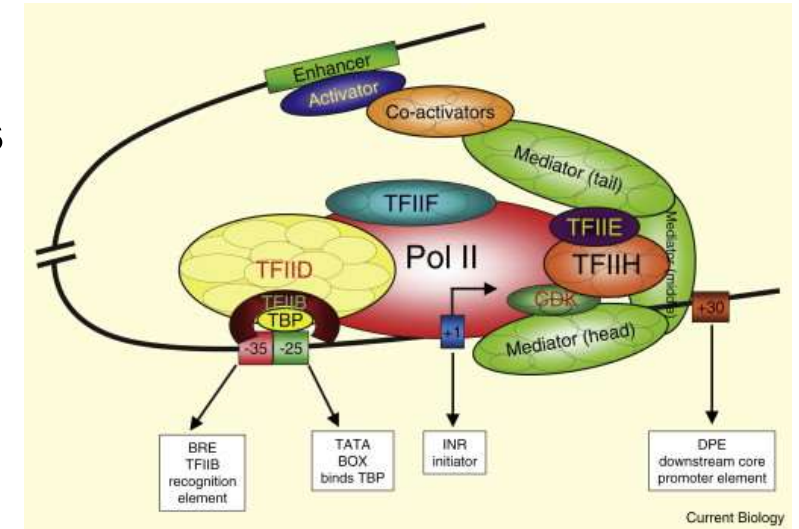 Enhancer
Activator
Co-activators
Mediator (tail)
TFIIF
TFIIE
Mediator (middle)
Pol II
TFIID
TFIIH
TFIIB
CDK
TBP
+30
+1
-35
-25
Mediator (head)
BRE
TFIIB
recognition
element
TATA
BOX
binds TBP
INR
initiator
DPE
downstream core
promoter element
Current Biology